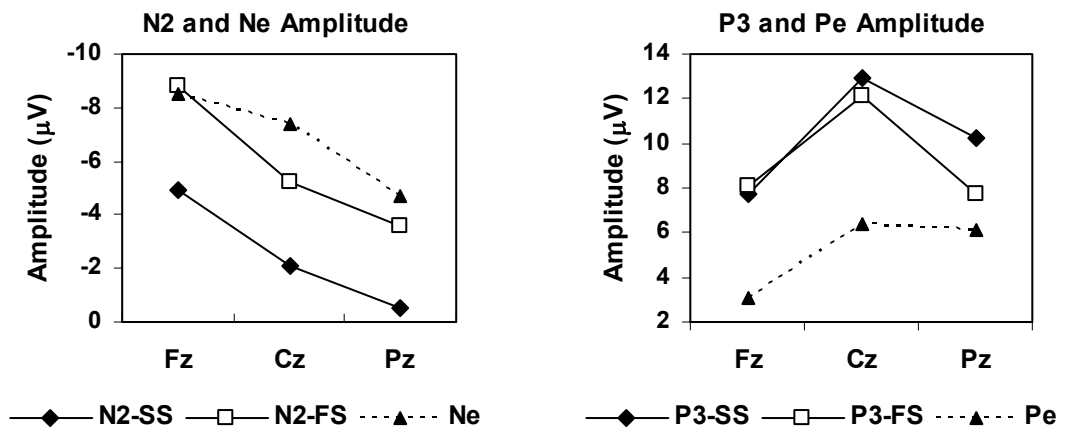 N2 and Ne Amplitude
Amplitude (µV)
-10
-8
-6
-4
-2
0
Fz Cz Pz
N2-SS N2-FS Ne
P3 and Pe Amplitude
Amplitude (µV)
14
12
10
8
6
4
2
Fz Cz Pz
P3-SS P3-FS Pe